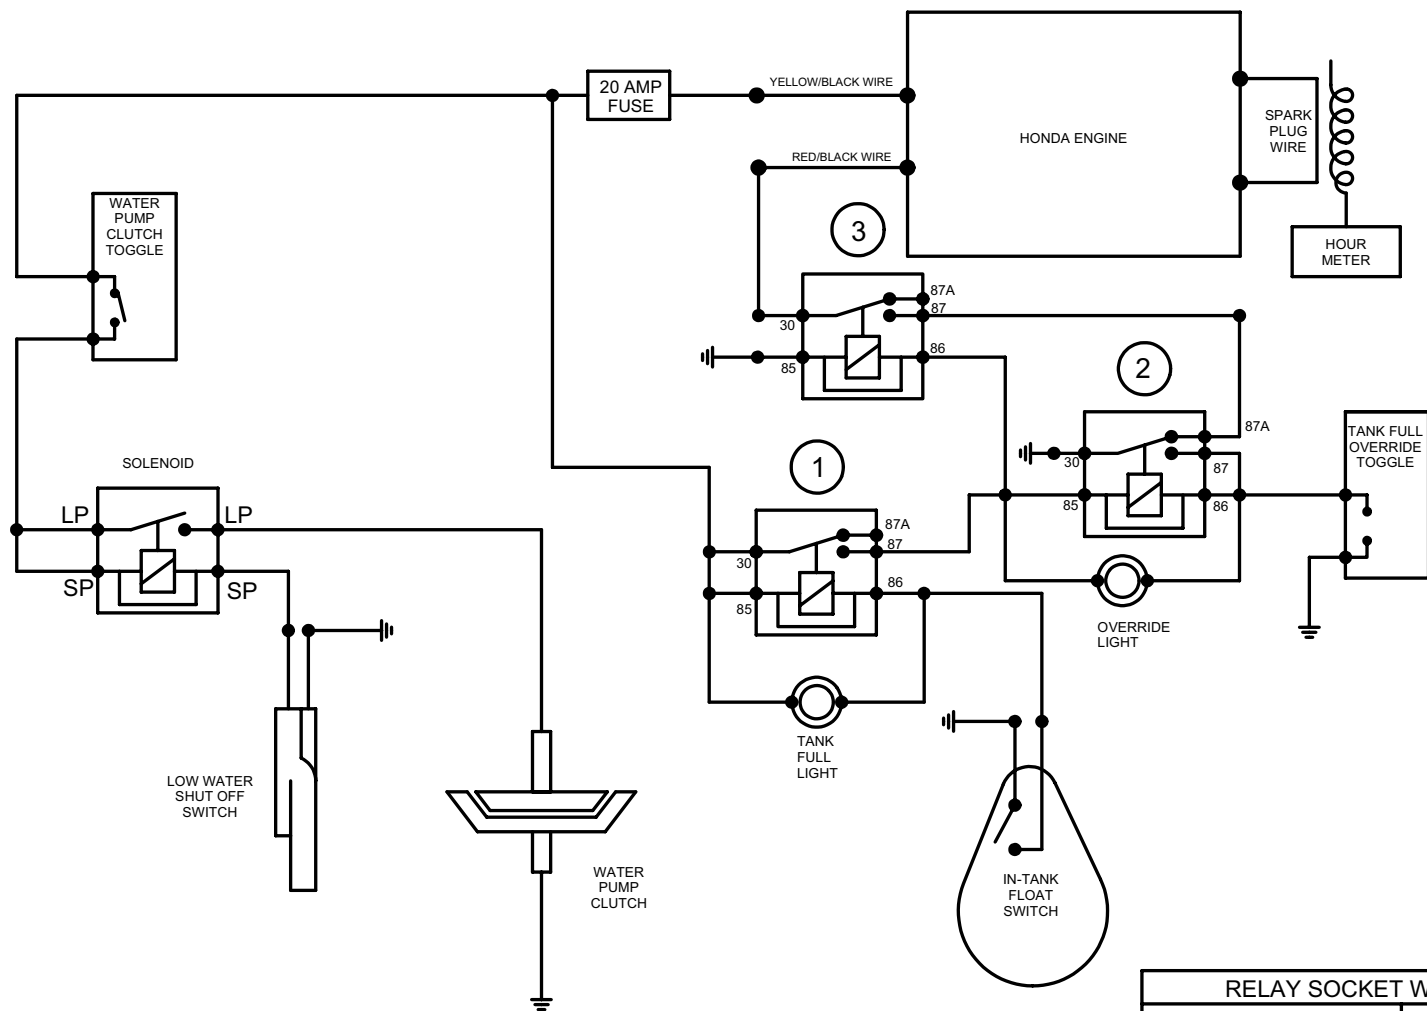 20 AMP
FUSE
YELLOW/BLACK WIRE
RED/BLACK WIRE
HONDA ENGINE
SPARK
PLUG
WIRE
HOUR
METER
WATER
PUMP
CLUTCH
TOGGLE
3
87A
87
30
86
85
2
87A
30
87
85
86
TANK FULL
OVERRIDE
TOGGLE
SOLENOID
LP
LP
SP
SP
1
87A
87
30
86
85
OVERRIDE
LIGHT
TANK
FULL
LIGHT
LOW WATER
SHUT OFF
SWITCH
WATER
PUMP
CLUTCH
IN-TANK
FLOAT
SWITCH
RELAY SOCKET W